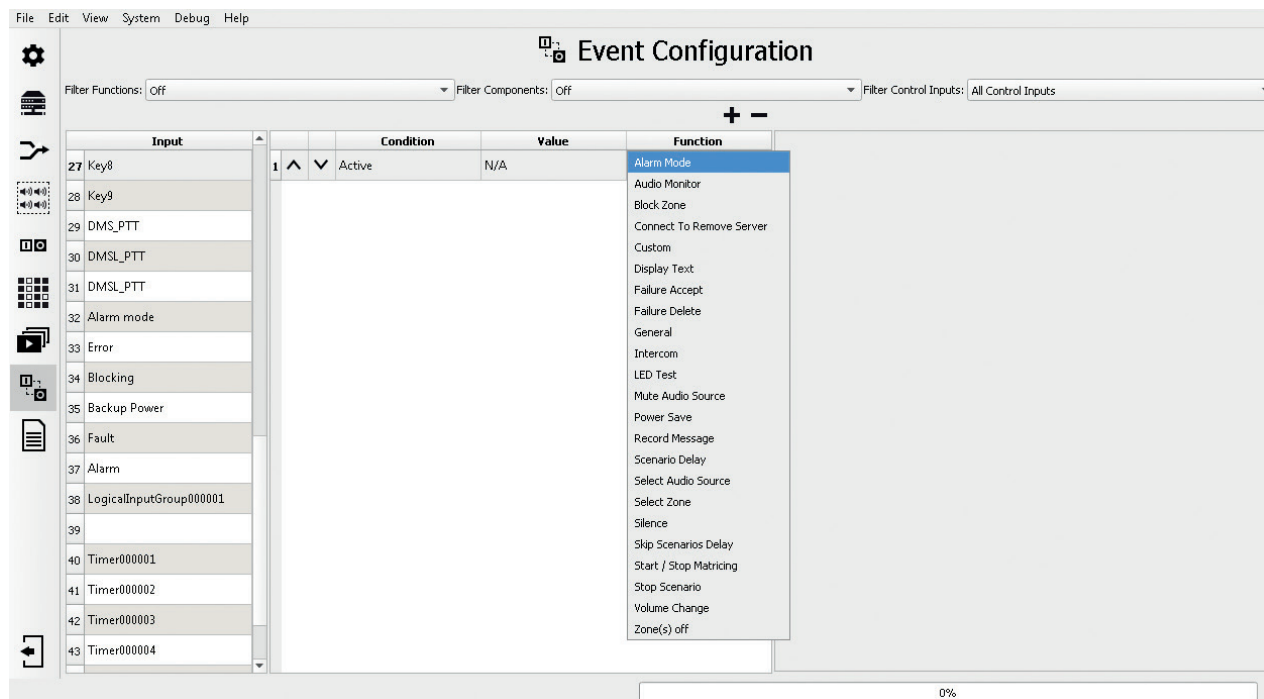 File Edit View System Debug Help
Event Configuration
Filter Functions: Off Filter Components: Off Filter Control Inputs: All Control Inputs
+ −
Input Condition Value Function
27 Key8 1 Active N/A Alarm Mode
Audio Monitor
28 Key9
Block Zone
29 DMS_PTT Connect To Remove Server
Custom
30 DMSL_PTT
Display Text
31 DMSL_PTT Failure Accept
Failure Delete
32 Alarm mode
General
33 Error Intercom
34 Blocking LED Test
Mute Audio Source
35 Backup Power
Power Save
36 Fault Record Message
Scenario Delay
37 Alarm
Select Audio Source
38 LogicalInputGroup000001 Select Zone
39 Silence
Skip Scenarios Delay
40 Timer000001
Start / Stop Matricing
41 Timer000002 Stop Scenario
Volume Change
42 Timer000003
Zone(s) off
43 Timer000004
0%